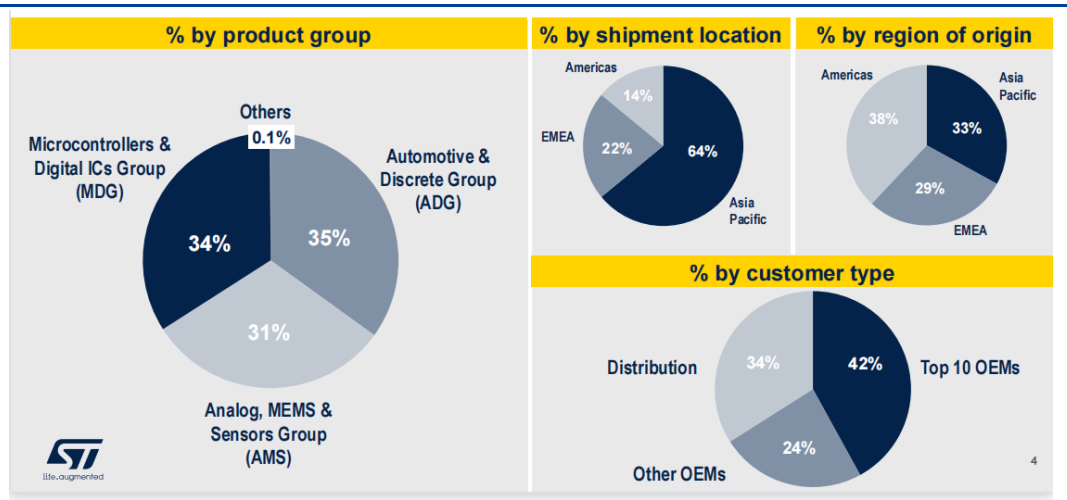 % by product group
Others
0.1%
Microcontrollers &
Digital ICs Group
(MDG)
Automotive &
Discrete Group
(ADG)
34%
35%
31%
Analog, MEMS &
Sensors Group
(AMS)
ST
life.augmented
% by shipment location
Americas
14%
EMEA
22%
64%
Asia
Pacific
% by region of origin
Americas
Asia
Pacific
38%
33%
29%
EMEA
% by customer type
Distribution
34%
42%
Top 10 OEMs
24%
Other OEMs
4